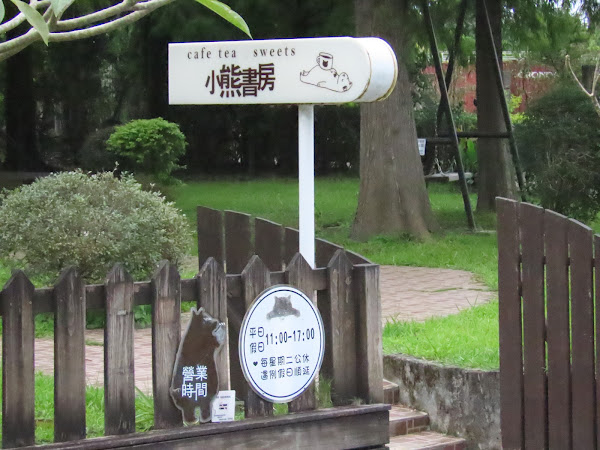 cafe tea sweets
小熊書房
平日
假日
11:00-17:00
♥每星期二公休
遇例假日順延
營業
時間